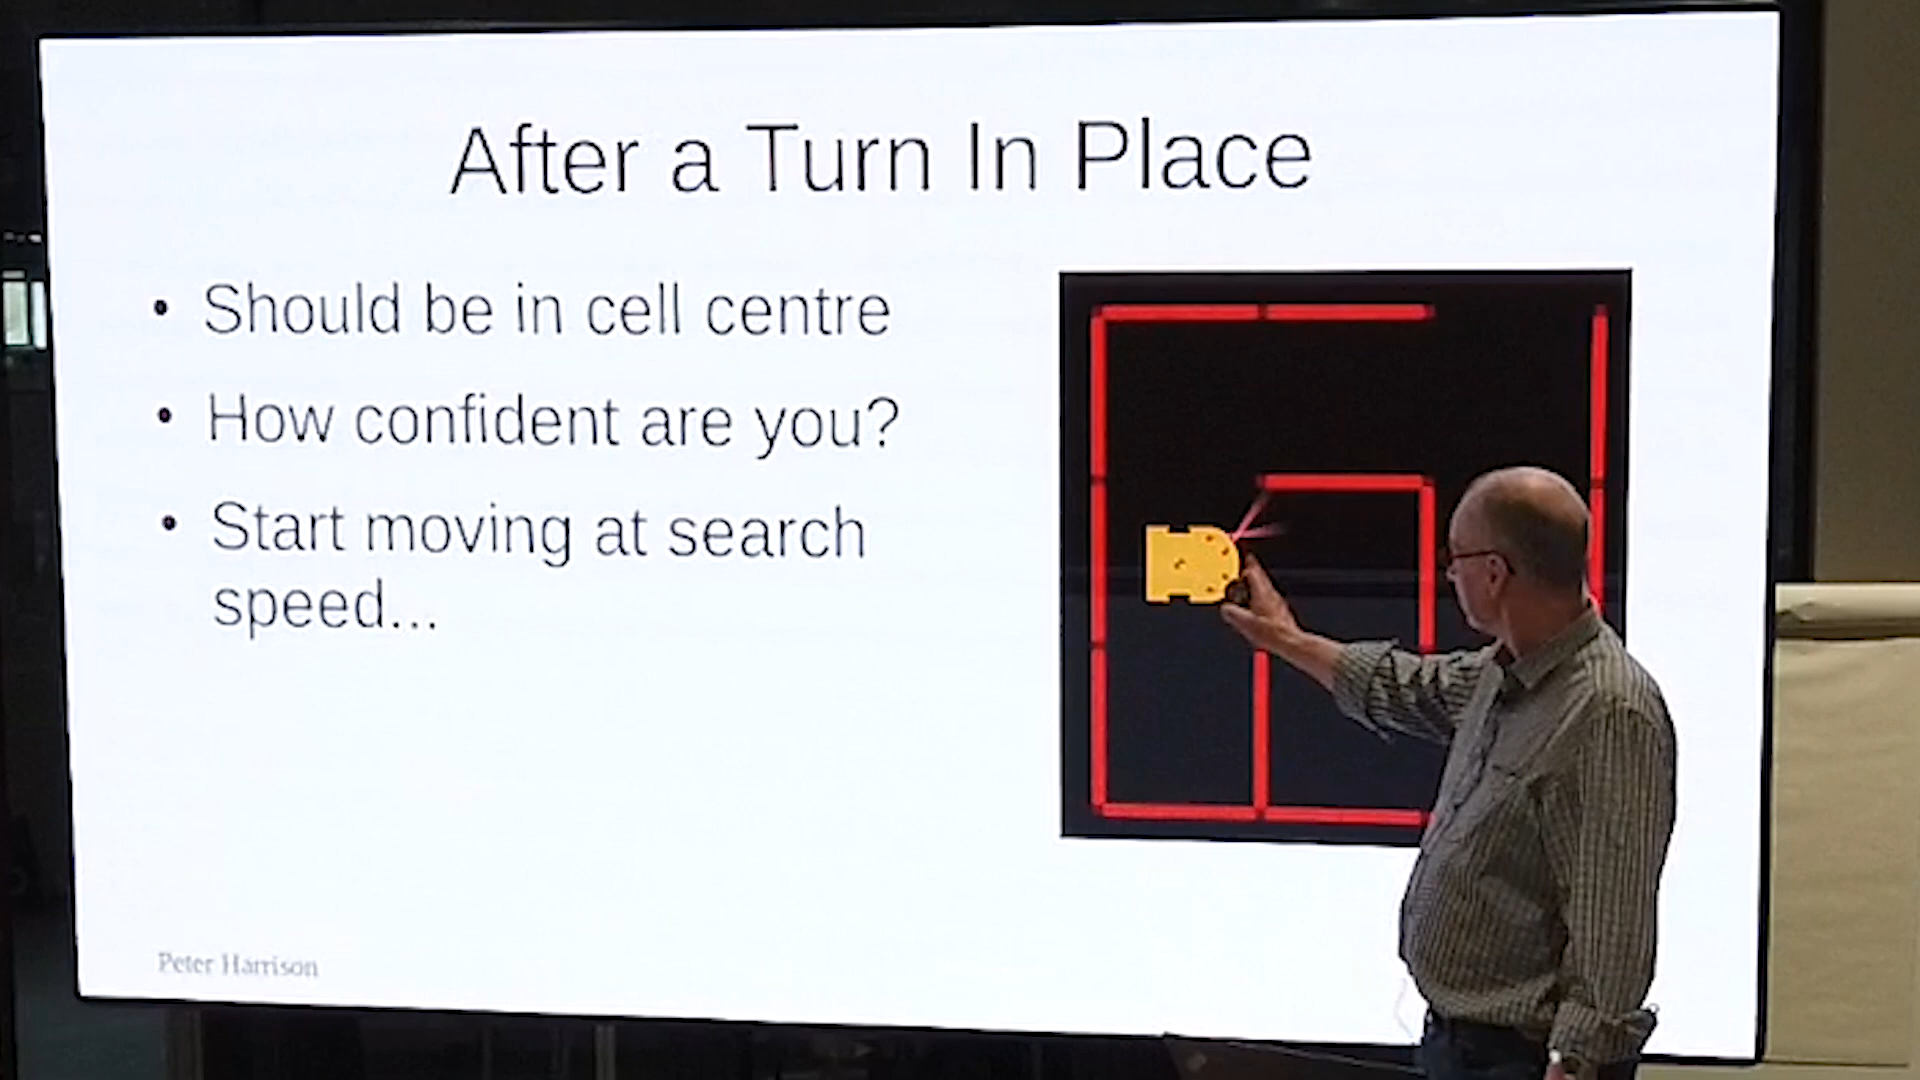 After a Turn In Place
• Should be in cell centre
• How confident are you?
• Start moving at search
speed...
Peter Harrison